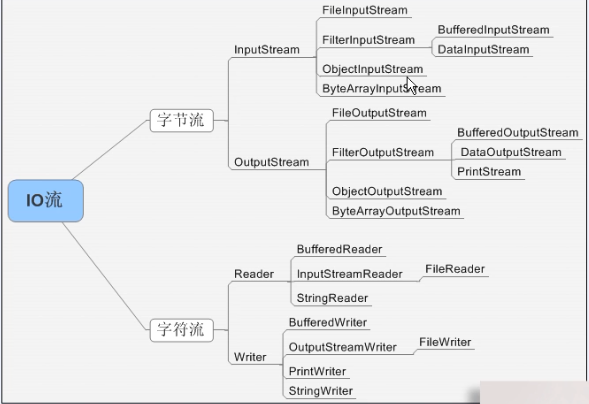 IO流
字节流
InputStream
FileInputStream
FilterInputStream
BufferedInputStream
DataInputStream
ObjectInputStream
ByteArrayInputStream
OutputStream
FileOutputStream
FilterOutputStream
BufferedOutputStream
DataOutputStream
PrintStream
ObjectOutputStream
ByteArrayOutputStream
字符流
Reader
BufferedReader
InputStreamReader
FileReader
StringReader
Writer
BufferedWriter
OutputStreamWriter
FileWriter
PrintWriter
StringWriter